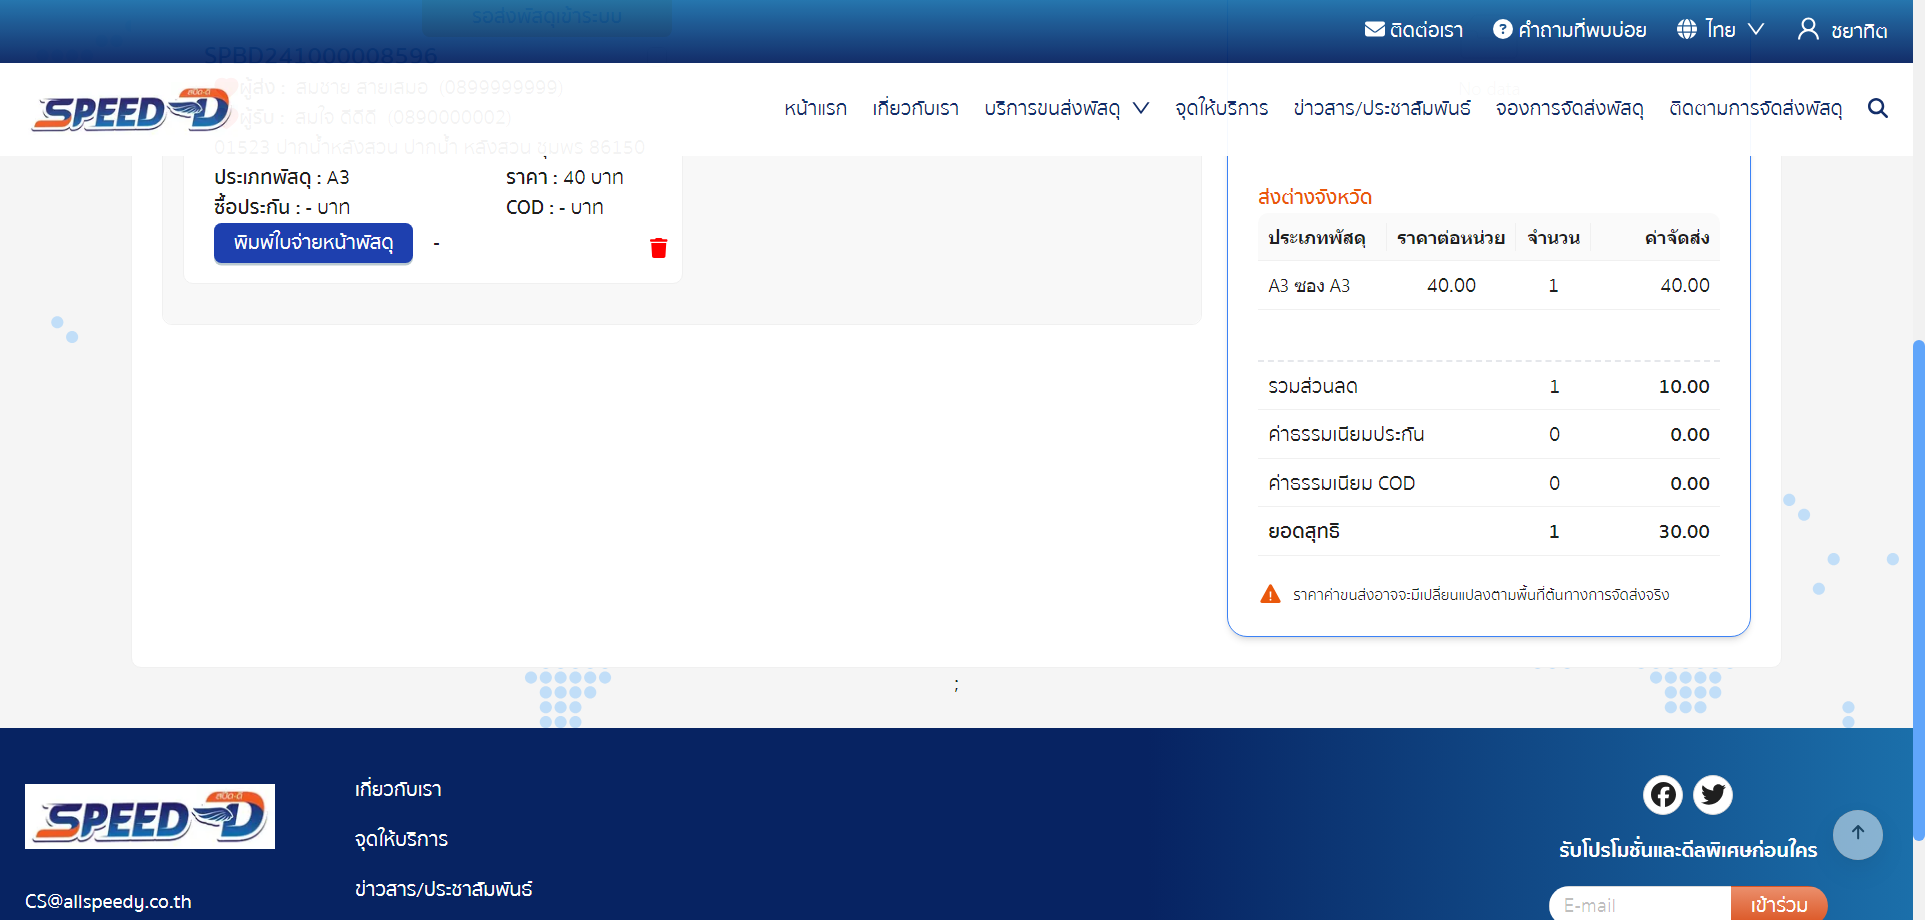 รอส่งพัสดุเข้าระบบ
ติดต่อเรา
คำถามที่พบบ่อย
ไทย
ชยาทิต
SPBD241000008596
ผู้ส่ง : สมชาย สายเสมอ (0899999999)
ผู้รับ : สมใจ ดีดีดี (0890000002)
01523 ปากน้ำหลังสวน ปากน้ำ หลังสวน ชุมพร 86150
สปีด-ดี
SPEED D
หน้าแรก
เกี่ยวกับเรา
บริการขนส่งพัสดุ
จุดให้บริการ
ข่าวสาร/ประชาสัมพันธ์
จองการจัดส่งพัสดุ
ติดตามการจัดส่งพัสดุ
ประเภทพัสดุ : A3
ราคา : 40 บาท
ซื้อประกัน : - บาท
COD : - บาท
พิมพ์ใบจ่ายหน้าพัสดุ
-
ส่งต่างจังหวัด
ประเภทพัสดุ ราคาต่อหน่วย จำนวน ค่าจัดส่ง
A3 ซอง A3 40.00 1 40.00
รวมส่วนลด 1 10.00
ค่าธรรมเนียมประกัน 0 0.00
ค่าธรรมเนียม COD 0 0.00
ยอดสุทธิ 1 30.00
ราคาค่าขนส่งอาจจะมีเปลี่ยนแปลงตามพื้นที่ต้นทางการจัดส่งจริง
;
สปีด-ดี
SPEED D
CS@allspeedy.co.th
เกี่ยวกับเรา
จุดให้บริการ
ข่าวสาร/ประชาสัมพันธ์
รับโปรโมชั่นและดีลพิเศษก่อนใคร
E-mail
เข้าร่วม